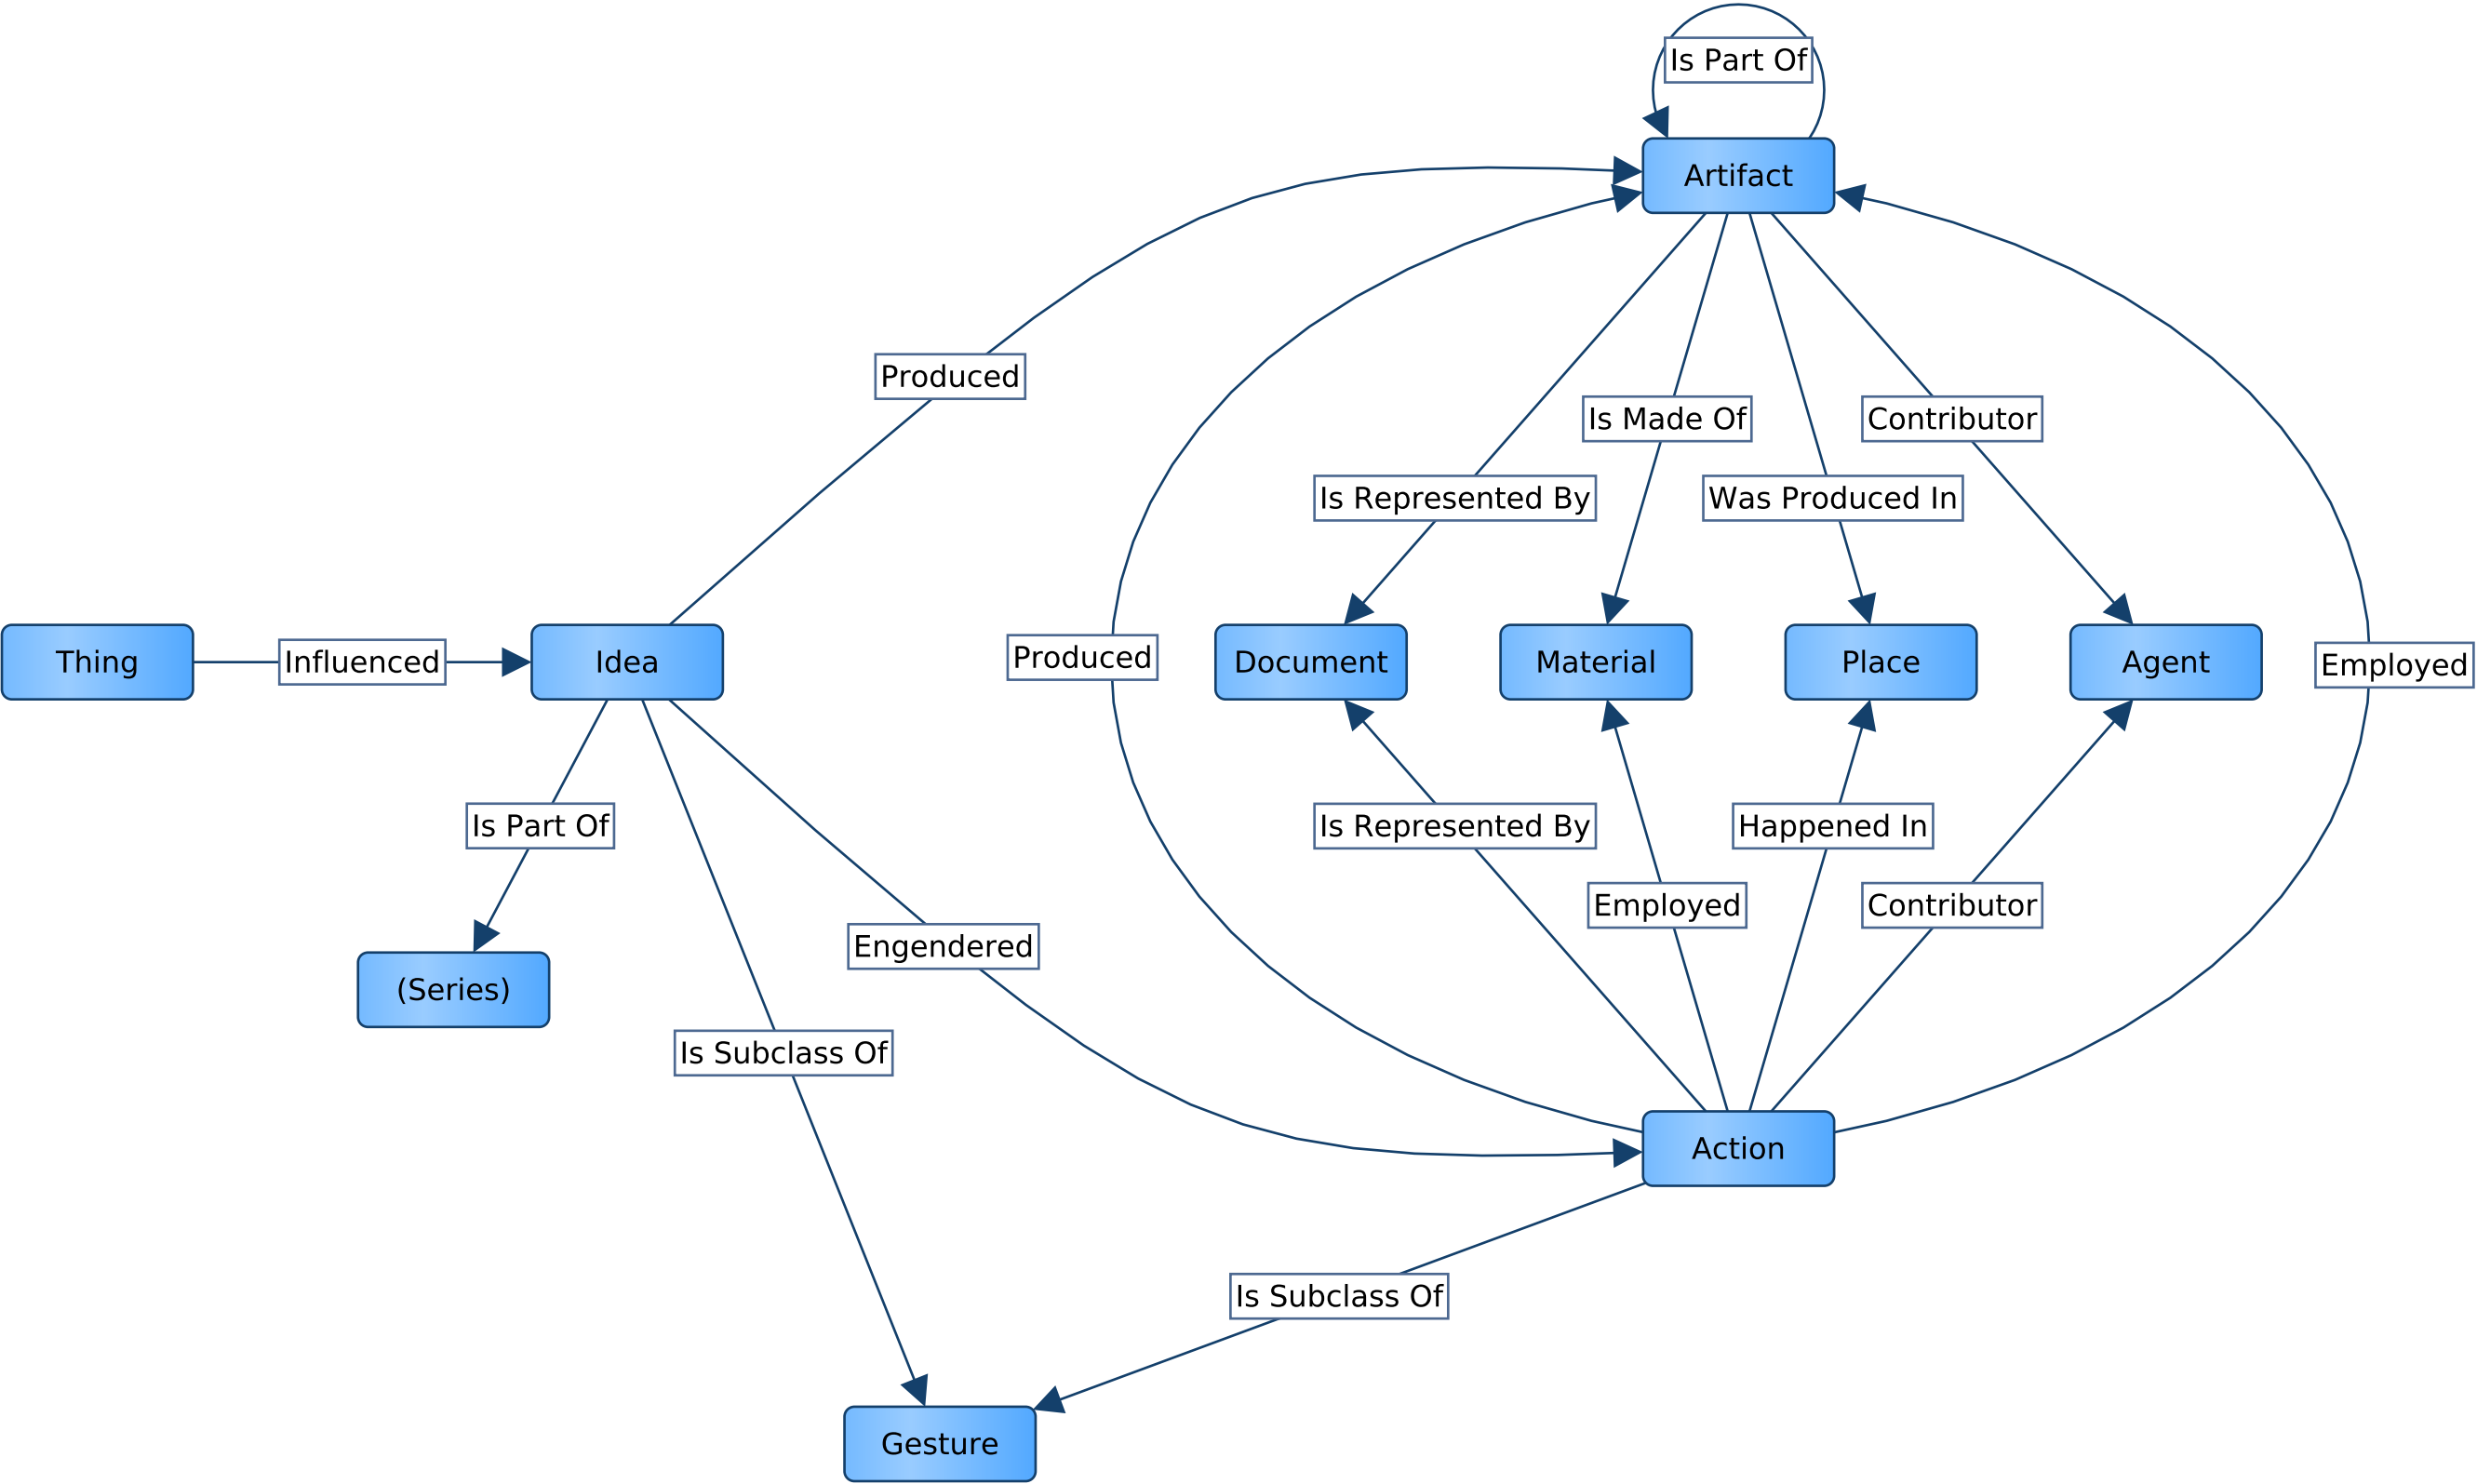 Is Part Of
Artifact
Produced
Is Made Of
Contributor
Is Represented By
Was Produced In
Thing
Influenced
Idea
Produced
Document
Material
Place
Agent
Employed
Is Part Of
Is Represented By
Happened In
Employed
Contributor
Engendered
(Series)
Is Subclass Of
Action
Is Subclass Of
Gesture